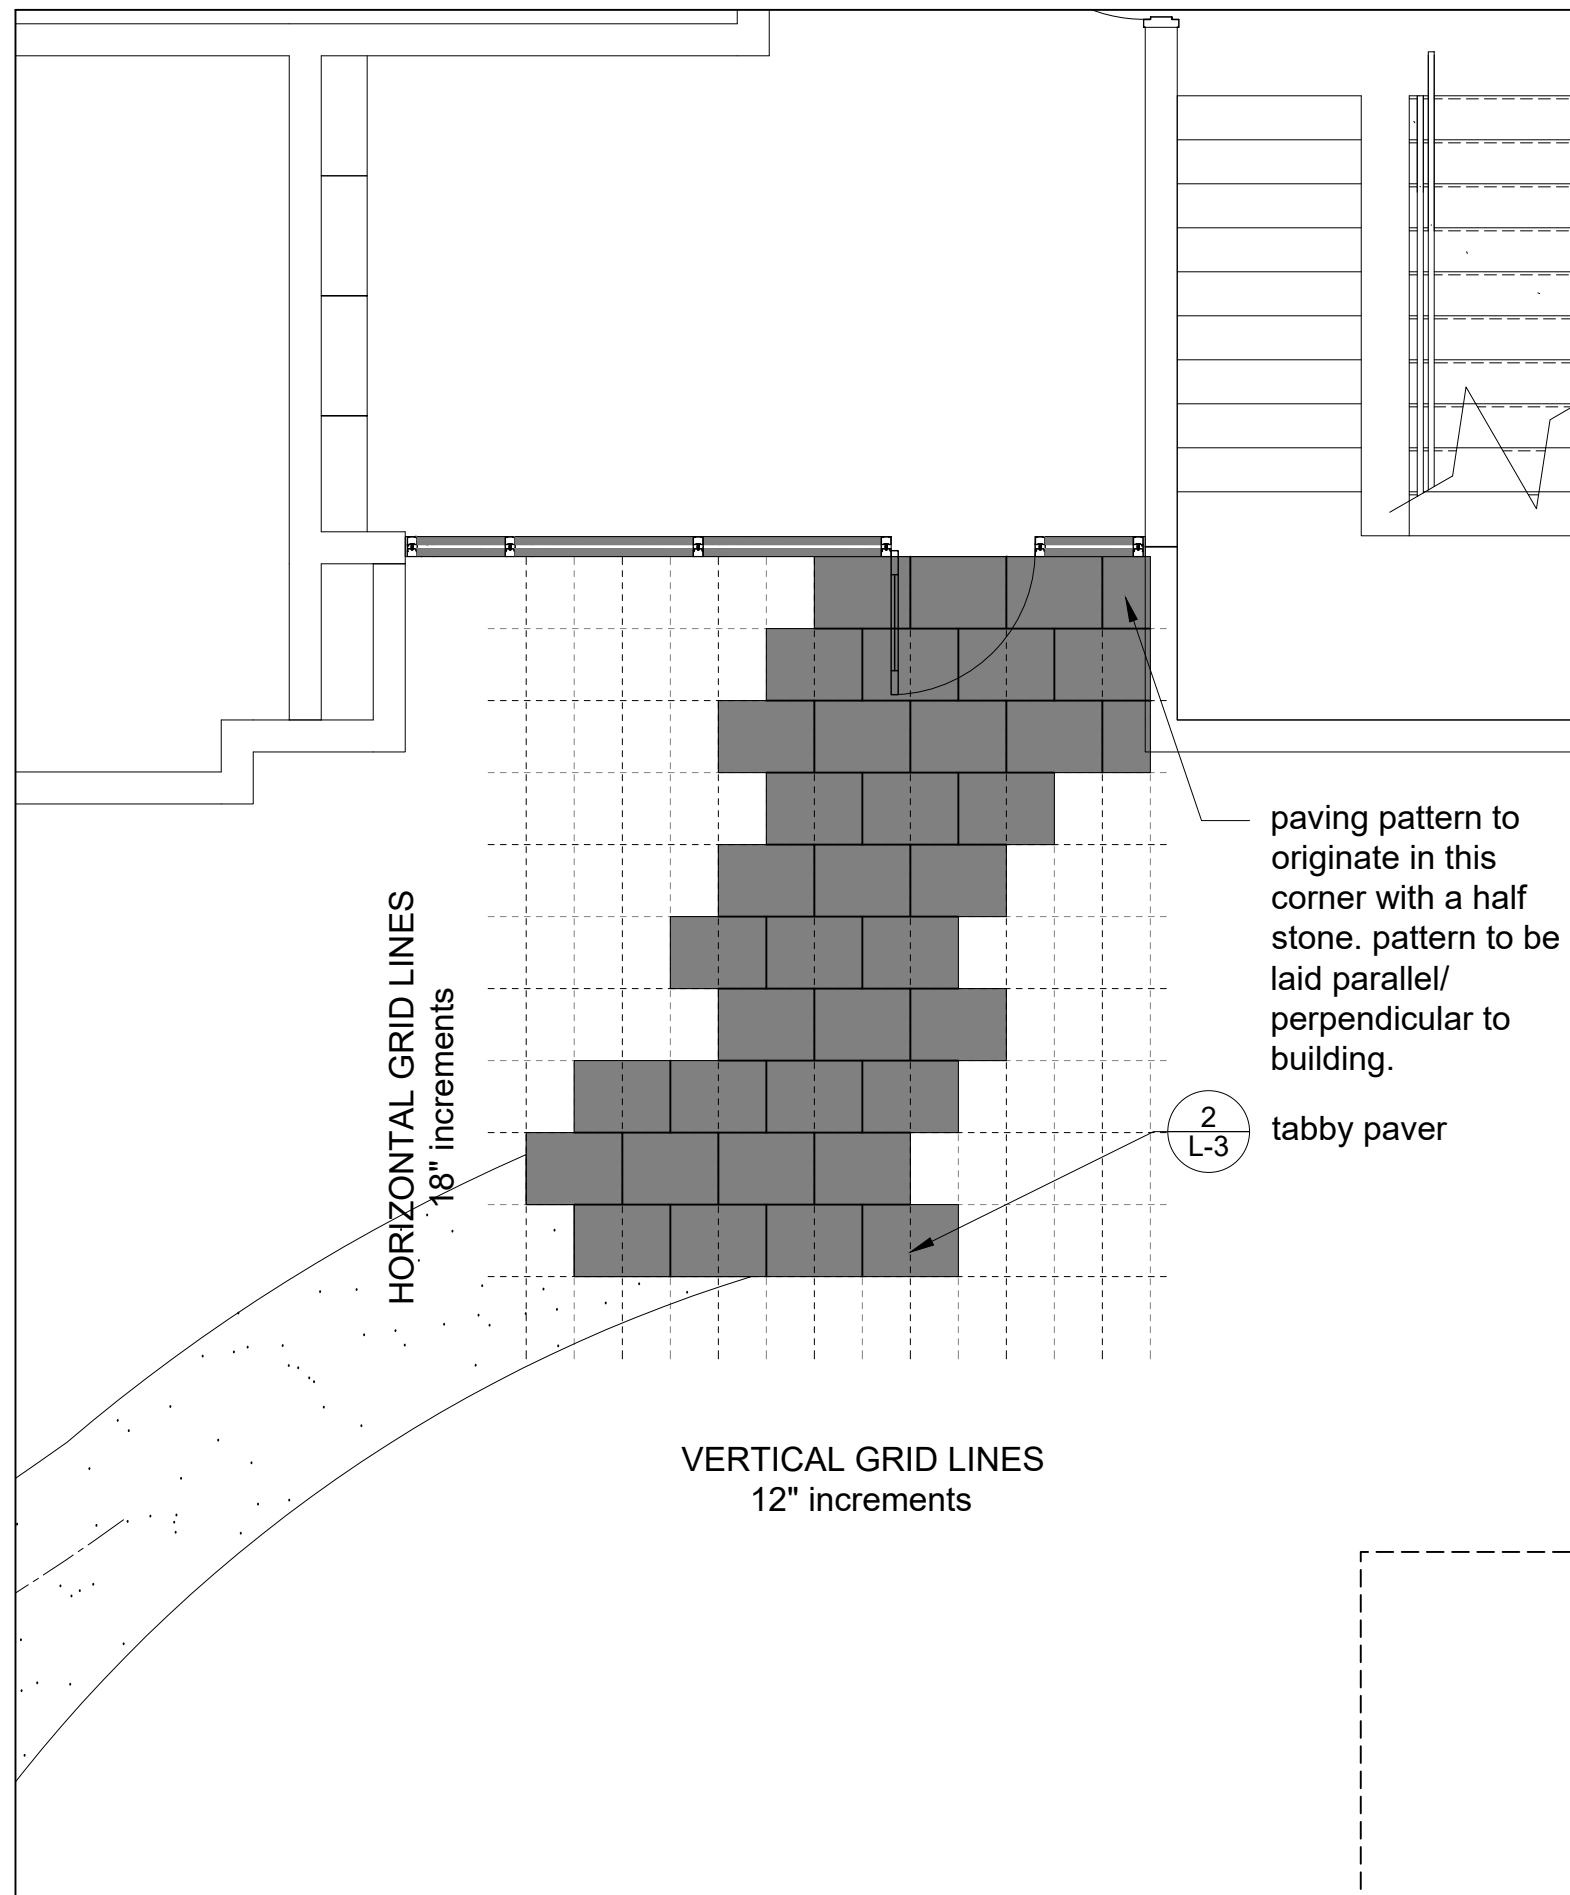 paving pattern to
originate in this
corner with a half
stone. pattern to be
laid parallel/
perpendicular to
building.
HORIZONTAL GRID LINES
18" increments
2
L-3
tabby paver
VERTICAL GRID LINES
12" increments